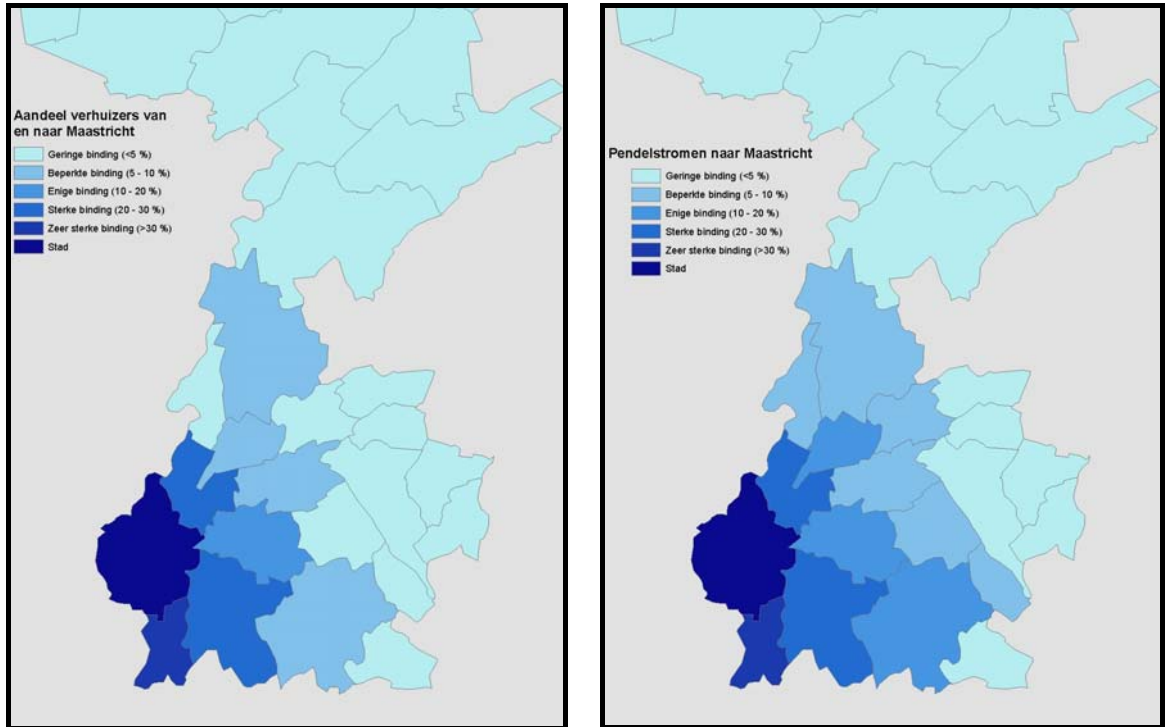 Aandeel verhuizers van
en naar Maastricht
Geringe binding (<5 %)
Beperkte binding (5 - 10 %)
Enige binding (10 - 20 %)
Sterke binding (20 - 30 %)
Zeer sterke binding (>30 %)
Stad
Pendelstromen naar Maastricht
Geringe binding (<5 %)
Beperkte binding (5 - 10 %)
Enige binding (10 - 20 %)
Sterke binding (20 - 30 %)
Zeer sterke binding (>30 %)
Stad